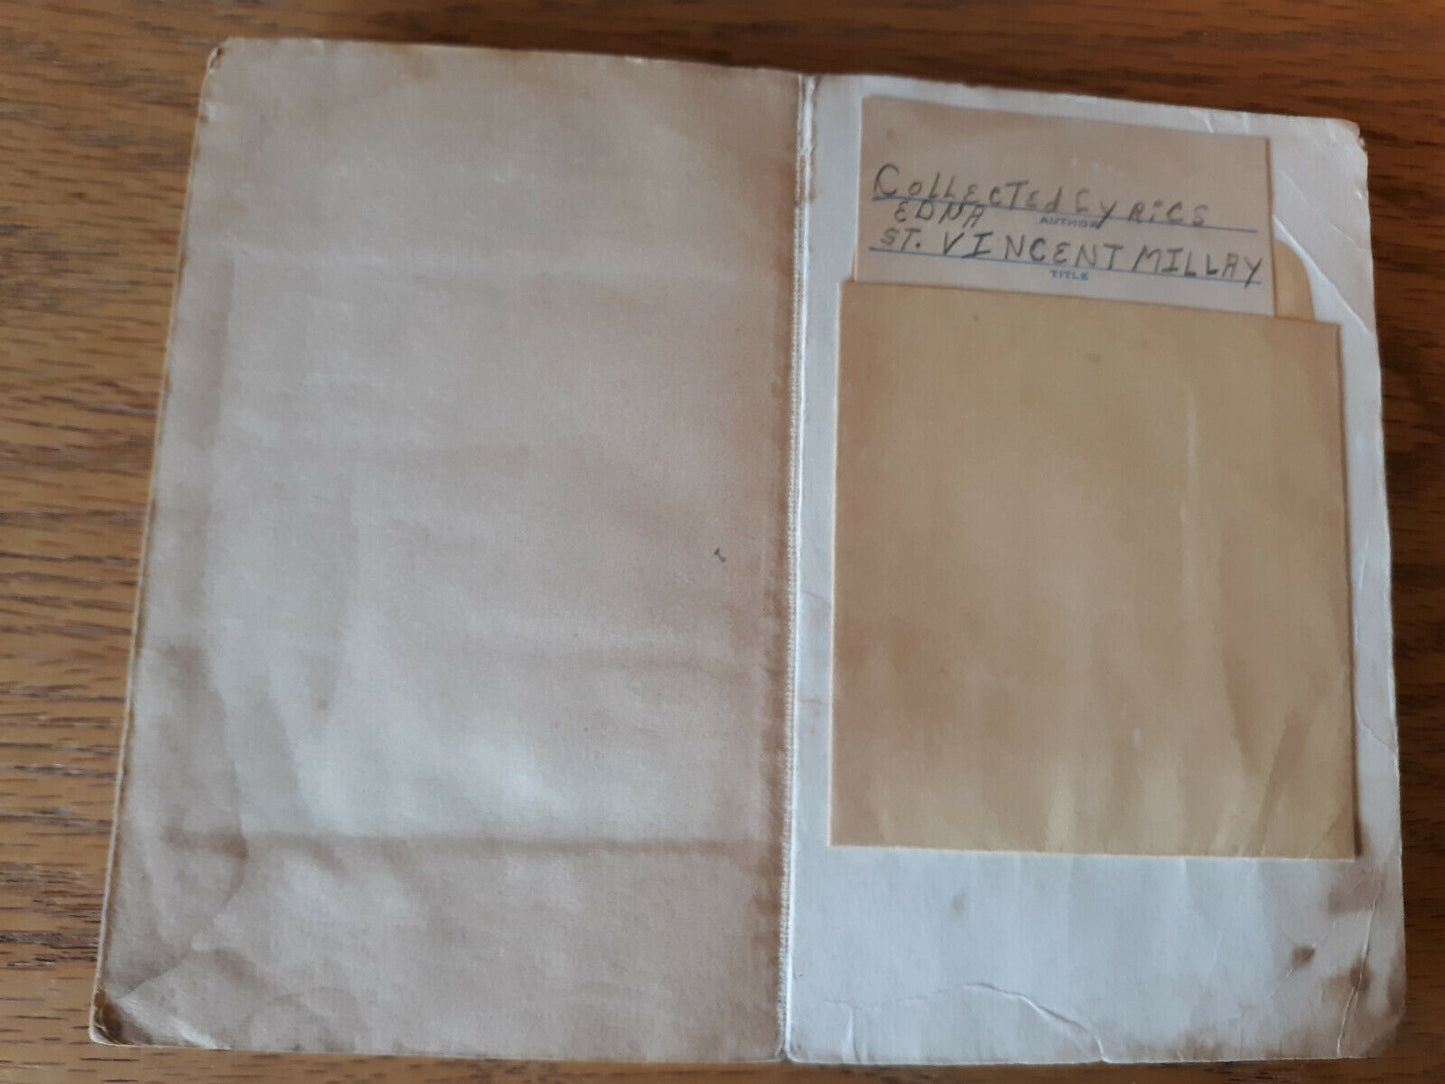 COLLECTEd LYRiCS
AUTHOR
EDNA
ST. VINCENT MILLAY
TITLE